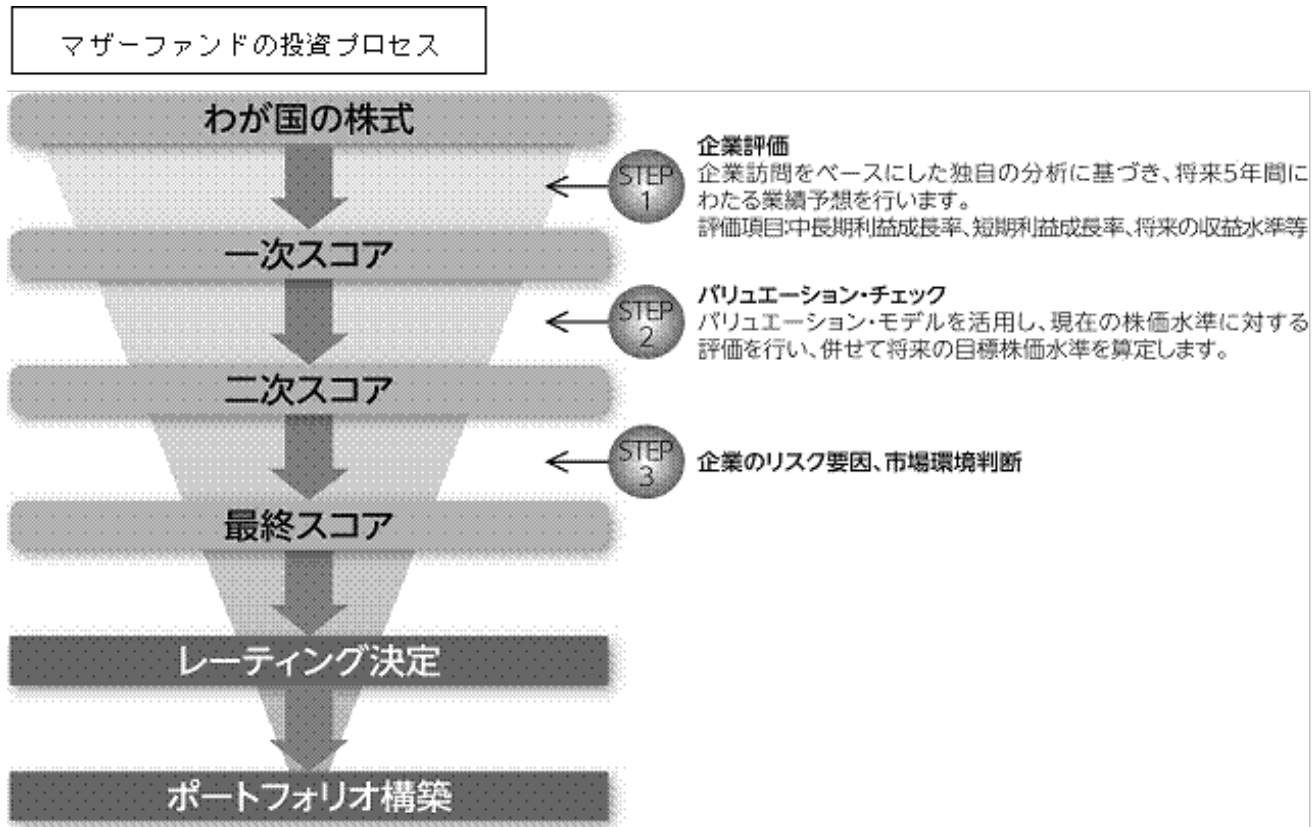 マザーファンドの投資プロセス
わが国の株式
STEP
1
企業評価
企業訪問をベースにした独自の分析に基づき、将来5年間に
わたる業績予想を行います。
評価項目:中長期利益成長率、短期利益成長率、将来の収益水準等
一次スコア
STEP
2
バリュエーション・チェック
バリュエーション・モデルを活用し、現在の株価水準に対する
評価を行い、併せて将来の目標株価水準を算定します。
二次スコア
STEP
3
企業のリスク要因、市場環境判断
最終スコア
レーティング決定
ポートフォリオ構築